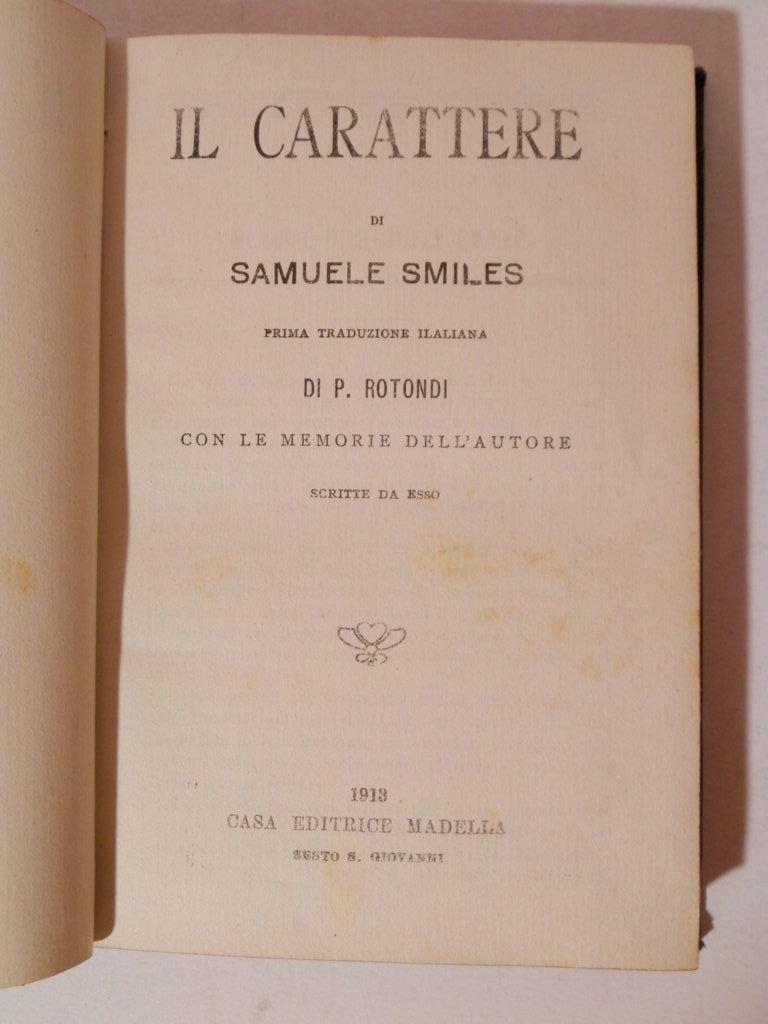 IL CARATTERE
DI
SAMUELE SMILES
PRIMA TRADUZIONE ILALIANA
DI P. ROTONDI
CON LE MEMORIE DELL'AUTORE
SCRITTE DA ESSO
1913
CASA EDITRICE MADELLA
SESTO S. GIOVANNI